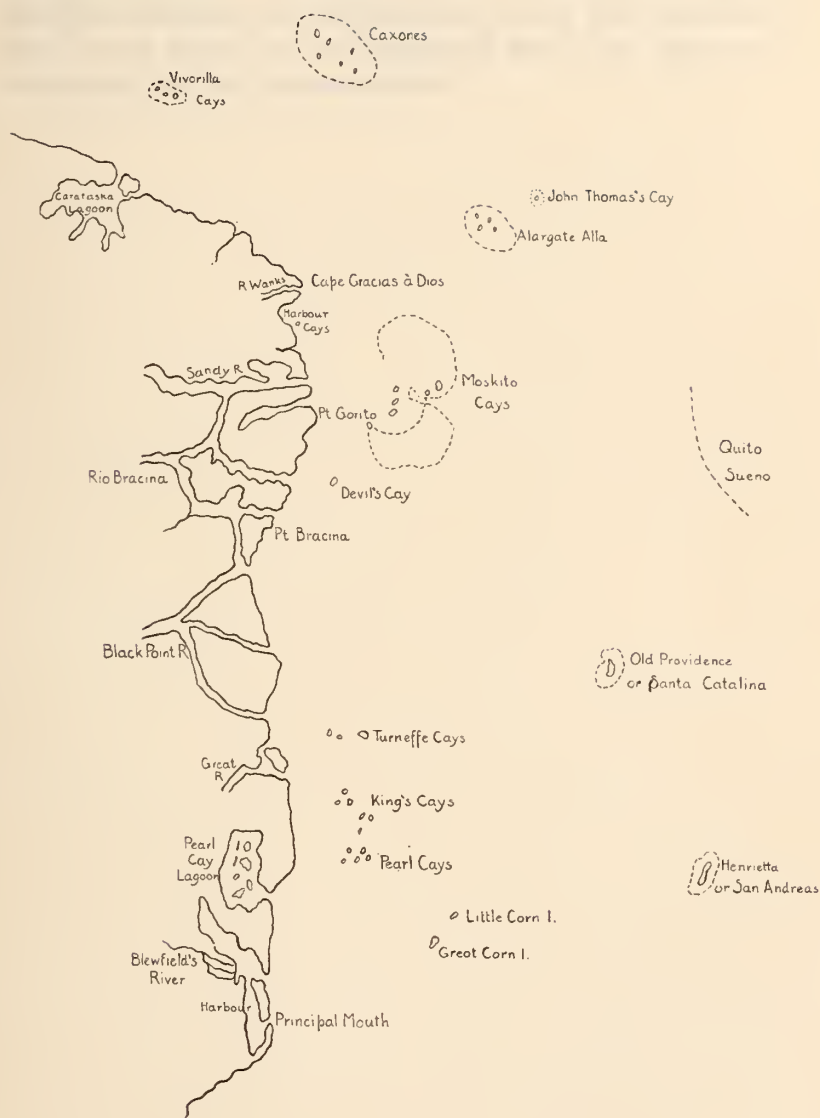 Caxones
Vivorilla
Cays
Carataska
Lagoon
John Thomas's Cay
Alargate Alla
R Wanks
Cape Gracias à Dios
Harbour
Cays
Sandy R
Moskito
Cays
Pt Gorito
Quito
Sueno
Rio Bracina
Devil's Cay
Pt Bracina
Black Point R
Old Providence
or Santa Catalina
Turneffe Cays
Great
R
King's Cays
Pearl
Cay
Lagoon
Pearl Cays
Henrietta
or San Andreas
Little Corn I.
Greot Corn I.
Blewfield's
River
Harbour
Principal Mouth